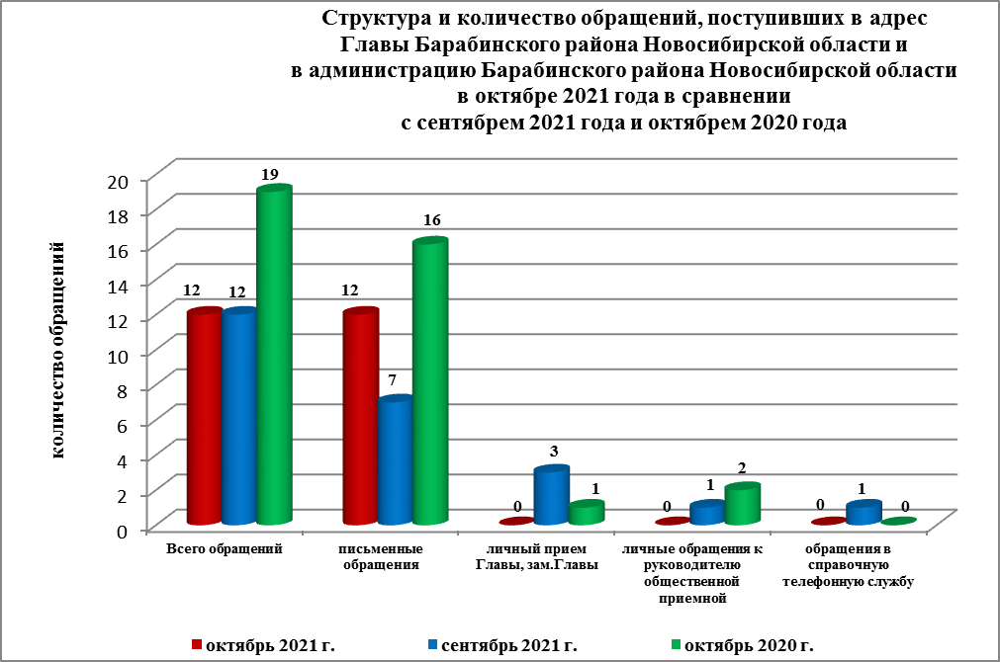 Структура и количество обращений, поступивших в адрес
Главы Барабинского района Новосибирской области и
в администрацию Барабинского района Новосибирской области
в октябре 2021 года в сравнении
с сентябрем 2021 года и октябрем 2020 года
количество обращений
20
18
16
14
12
10
8
6
4
2
0
12
12
19
12
7
16
0
3
1
0
1
2
0
1
0
Всего обращений
письменные
обращения
личный прием
Главы, зам.Главы
личные обращения к
руководителю
общественной
приемной
обращения в
справочную
телефонную службу
октябрь 2021 г.
сентябрь 2021 г.
октябрь 2020 г.